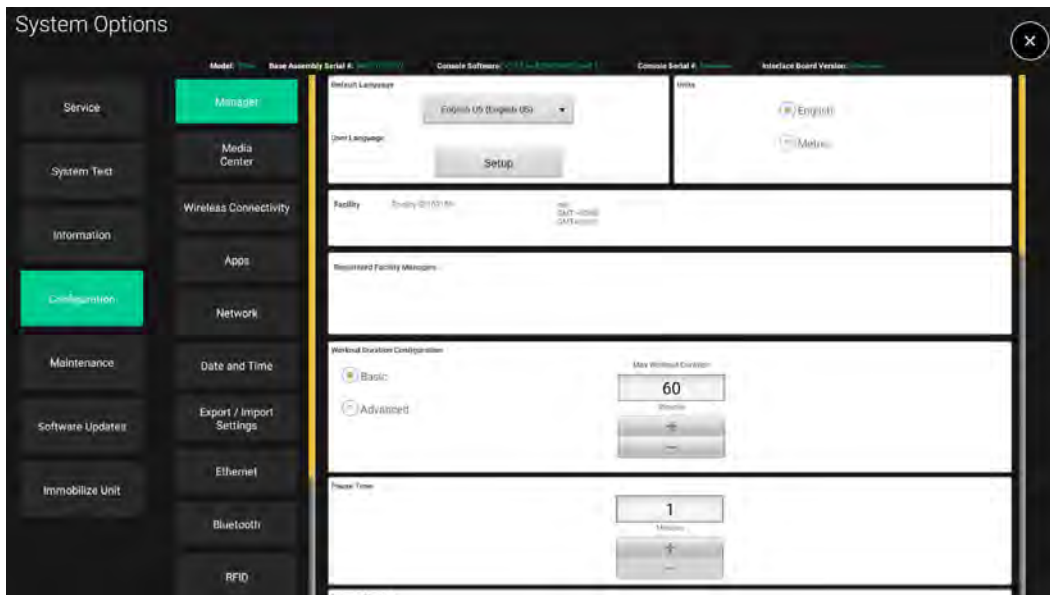 System Options
×
Model:
Base Assembly Serial #:
Console Software:
Console Serial #:
Interface Board Version:
Service
System Test
Information
Configuration
Maintenance
Software Updates
Immobilize Unit
Manager
Media
Center
Wireless Connectivity
Apps
Network
Date and Time
Export / Import
Settings
Ethernet
Bluetooth
RFID
Default Language
English US (English US)
User Language
Setup
Units
English
Metric
Facility
Registered Facility Managers
Workout Duration Configuration
Basic
Advanced
Max Workout Duration
60
Minutes
+
−
Pause Time
1
Minutes
+
−